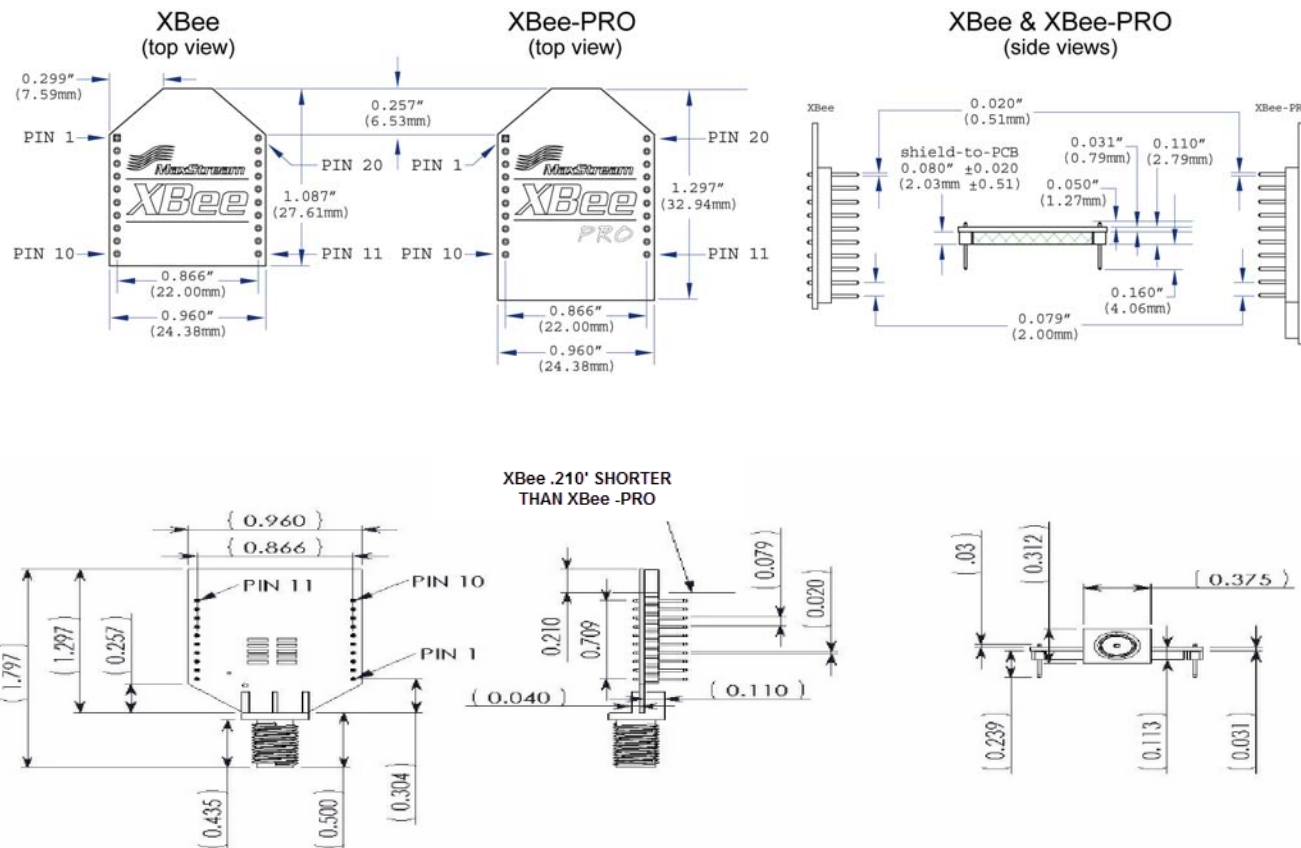 XBee
(top view)
XBee-PRO
(top view)
XBee & XBee-PRO
(side views)
0.299"
(7.59mm)
0.257"
(6.53mm)
PIN 1
PIN 20
PIN 10
PIN 11
MaxStream
XBee
1.087"
(27.61mm)
0.866"
(22.00mm)
0.960"
(24.38mm)
PIN 1
PIN 20
PIN 10
PIN 11
MaxStream
XBee
PRO
1.297"
(32.94mm)
0.866"
(22.00mm)
0.960"
(24.38mm)
XBee
XBee-PR
0.020"
(0.51mm)
shield-to-PCB
0.080" ±0.020
(2.03mm ±0.51)
0.031"
(0.79mm)
0.110"
(2.79mm)
0.050"
(1.27mm)
0.160"
(4.06mm)
0.079"
(2.00mm)
XBee .210' SHORTER
THAN XBee -PRO
( 0.960 )
( 0.866 )
PIN 11
PIN 10
PIN 1
(1.797)
(1.297)
(0.257)
(0.435)
(0.500)
(0.304)
0.210
0.709
(0.079)
(0.020)
( 0.040 )
( 0.110 )
(.03)
(0.312)
( 0.375 )
(0.239)
(0.113)
(0.031)